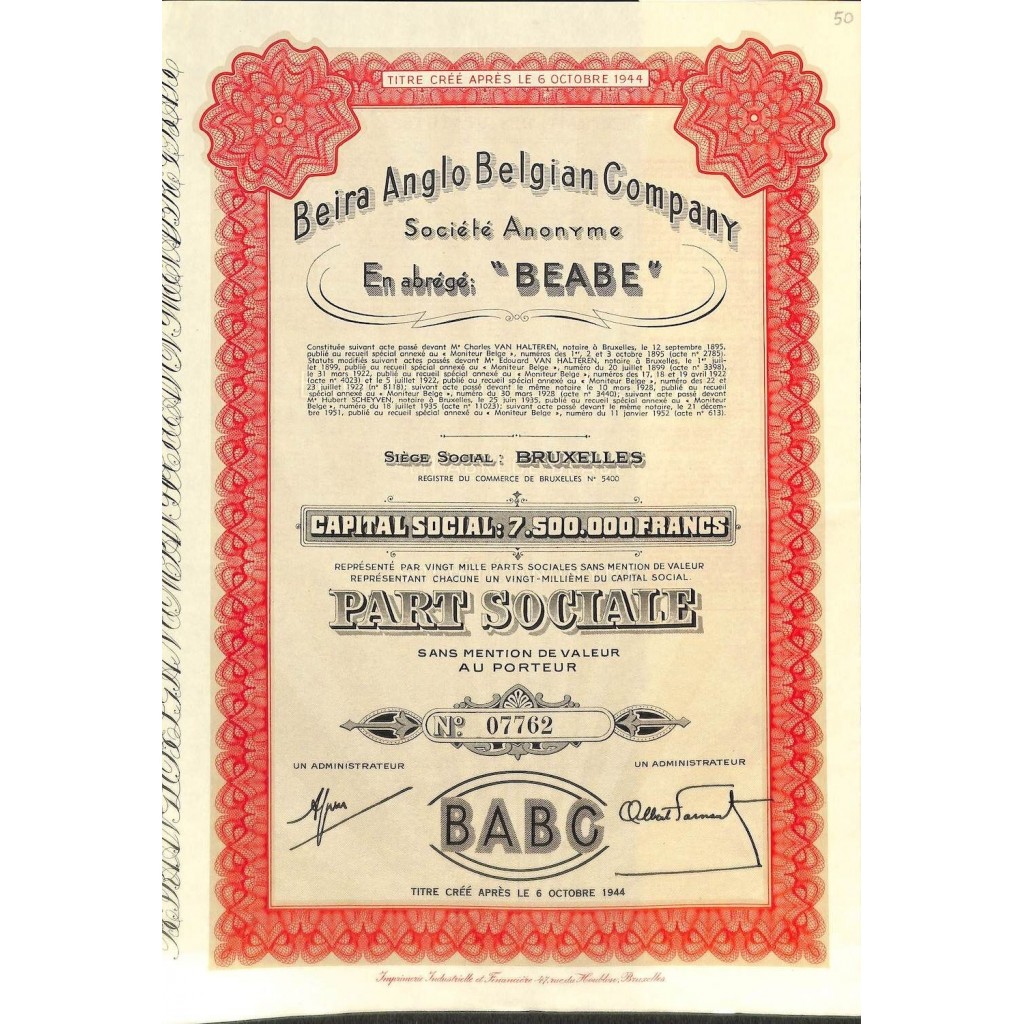 50
TITRE CRÉÉ APRÈS LE 6 OCTOBRE 1944
Beira Anglo Belgian Company
Société Anonyme
En abrégé: "BEABE"
Constituée suivant acte passé devant Mᵉ Charles VAN HALTEREN, notaire à Bruxelles, le 12 septembre 1895,
publié au recueil spécial annexé au « Moniteur Belge », numéros des 1ᵉʳ, 2 et 3 octobre 1895 (acte n° 2785).
Statuts modifiés suivant actes passés devant Mᵉ Edouard VAN HALTEREN, notaire à Bruxelles, le 1ᵉʳ juil-
let 1899, publié au recueil spécial annexé au « Moniteur Belge », numéro du 20 juillet 1899 (acte n° 3398),
le 31 mars 1922, publié au recueil spécial annexé au « Moniteur Belge », numéros des 17, 18 et 19 avril 1922
(acte n° 4023) et le 5 juillet 1922, publié au recueil spécial annexé au « Moniteur Belge », numéros des 22 et
23 juillet 1922 (n° 8118); suivant acte passé devant le même notaire le 10 mars 1928, publié au recueil spécial
annexé au « Moniteur Belge », numéro du 30 mars 1928 (acte n° 3440); suivant acte passé devant
Mᵉ Hubert SCHEYVEN, notaire à Bruxelles, le 25 juin 1935, publié au recueil spécial annexé au « Moniteur
Belge », numéro du 18 juillet 1935 (acte n° 11023); suivant acte passé devant le même notaire, le 21 décem-
bre 1951, publié au recueil spécial annexé au « Moniteur Belge », numéro du 11 janvier 1952 (acte n° 613).
SIÈGE SOCIAL: BRUXELLES
REGISTRE DU COMMERCE DE BRUXELLES N° 5400
CAPITAL SOCIAL: 7.500.000 FRANCS
REPRÉSENTÉ PAR VINGT MILLE PARTS SOCIALES SANS MENTION DE VALEUR
REPRÉSENTANT CHACUNE UN VINGT-MILLIÈME DU CAPITAL SOCIAL.
PART SOCIALE
SANS MENTION DE VALEUR
AU PORTEUR
N° 07762
UN ADMINISTRATEUR
UN ADMINISTRATEUR
Albert
BABC
TITRE CRÉÉ APRÈS LE 6 OCTOBRE 1944
Imprimerie Industrielle et Financière - 47, rue du Houblon, Bruxelles